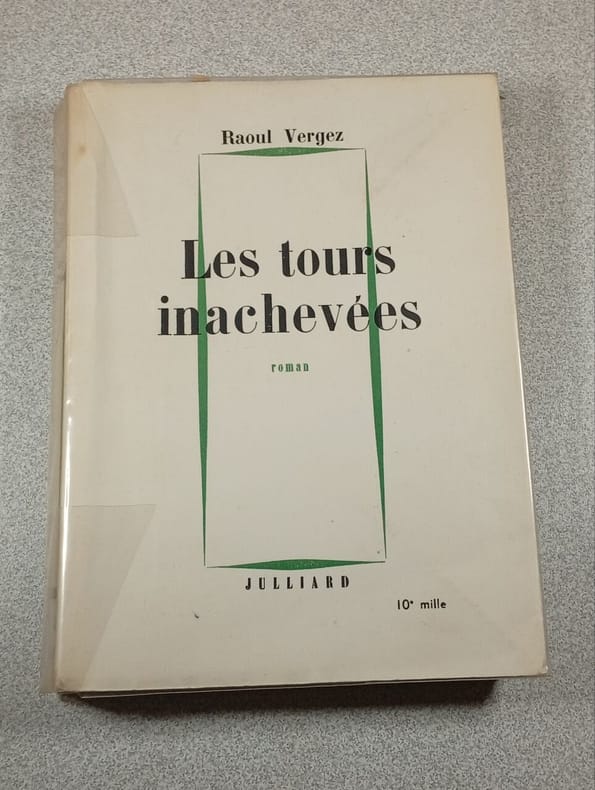 Raoul Vergez
Les tours
inachevées
roman
JULLIARD
10e mille